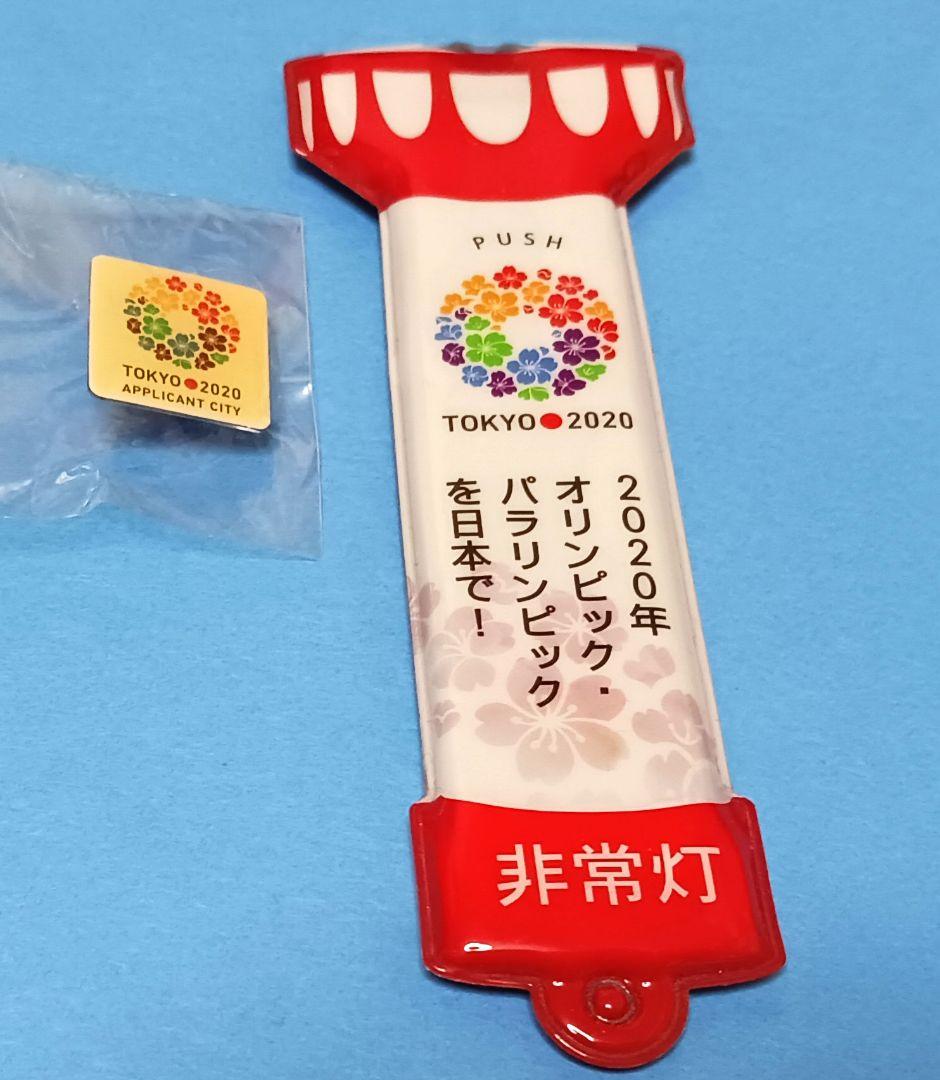 TOKYO 2020
APPLICANT CITY
PUSH
TOKYO 2020
2020年
オリンピック・
パラリンピック
を日本で!
非常灯